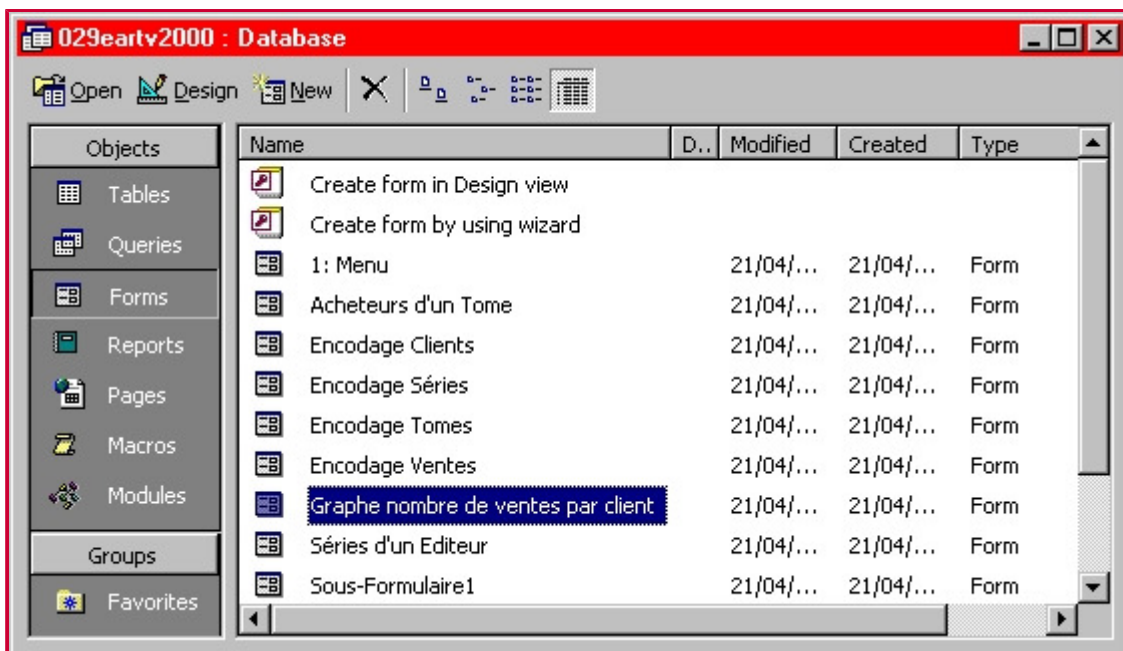 029eartv2000 : Database
Open Design New
Objects
Tables
Queries
Forms
Reports
Pages
Macros
Modules
Groups
Favorites
Name D.. Modified Created Type
Create form in Design view
Create form by using wizard
1: Menu 21/04/... 21/04/... Form
Acheteurs d'un Tome 21/04/... 21/04/... Form
Encodage Clients 21/04/... 21/04/... Form
Encodage Séries 21/04/... 21/04/... Form
Encodage Tomes 21/04/... 21/04/... Form
Encodage Ventes 21/04/... 21/04/... Form
Graphe nombre de ventes par client 21/04/... 21/04/... Form
Séries d'un Editeur 21/04/... 21/04/... Form
Sous-Formulaire1 21/04/... 21/04/... Form